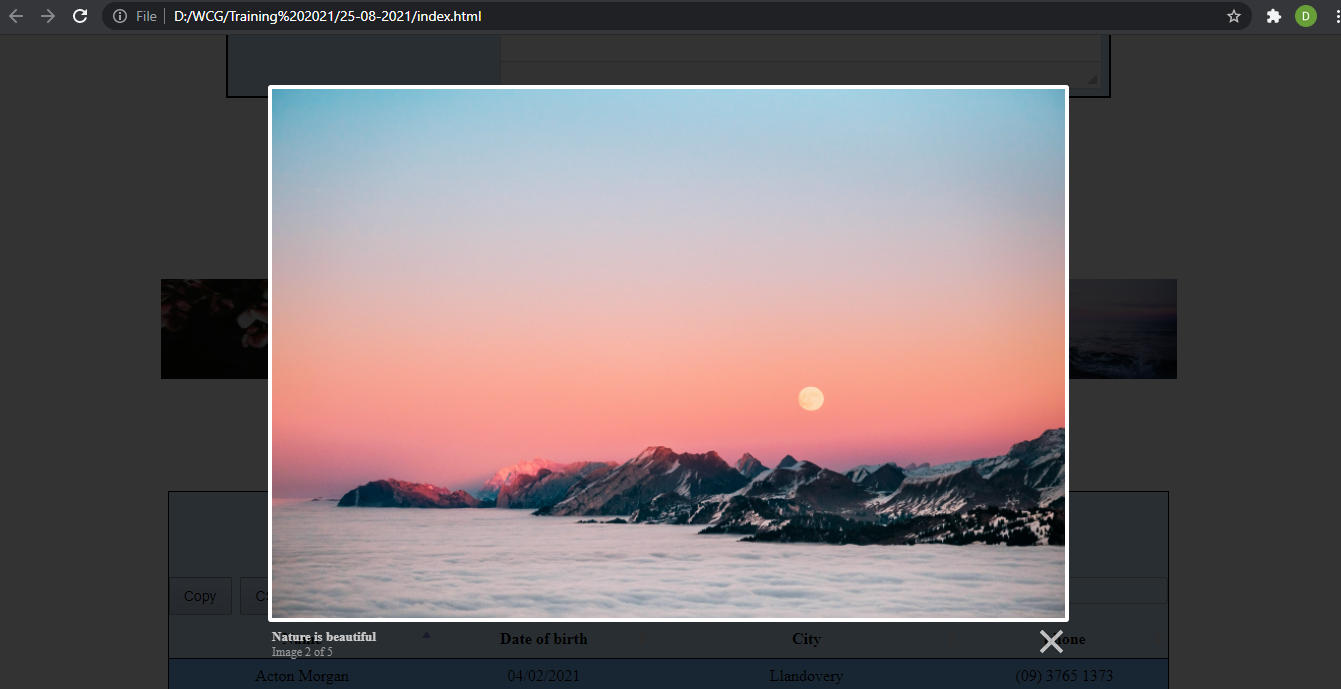 File D:/WCG/Training%202021/25-08-2021/index.html
D
Copy
Nature is beautiful
Image 2 of 5
Date of birth
City
Acton Morgan 04/02/2021 Llandovery (09) 3765 1373